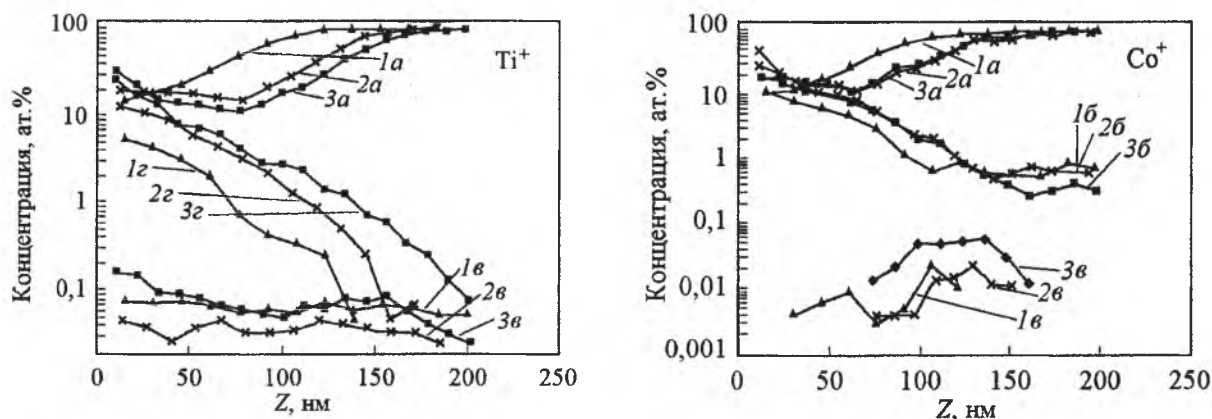 Концентрация, ат.%
100
10
1
0,1
0
50
100
150
200
250
Z, нм
Ti⁺
1а
2а
3а
1г
2г
3г
1в
2в
3в
Концентрация, ат.%
100
10
1
0,1
0,01
0,001
0
50
100
150
200
250
Z, нм
Co⁺
1а
2а
3а
1б
2б
3б
3в
2в
1в